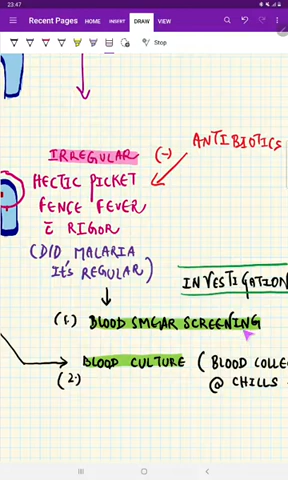 23:47
Recent Pages HOME INSERT DRAW VIEW
Stop
ANTIBIOTICS
(-)
IRREGULAR
HECTIC PICKET
FENCE FEVER
c̄ RIGOR
(D/D MALARIA
It's REGULAR)
INVESTIGATION
(1.) BLOOD SMEAR SCREENING
(2.) BLOOD CULTURE (BLOOD COLLE
@ CHILLS